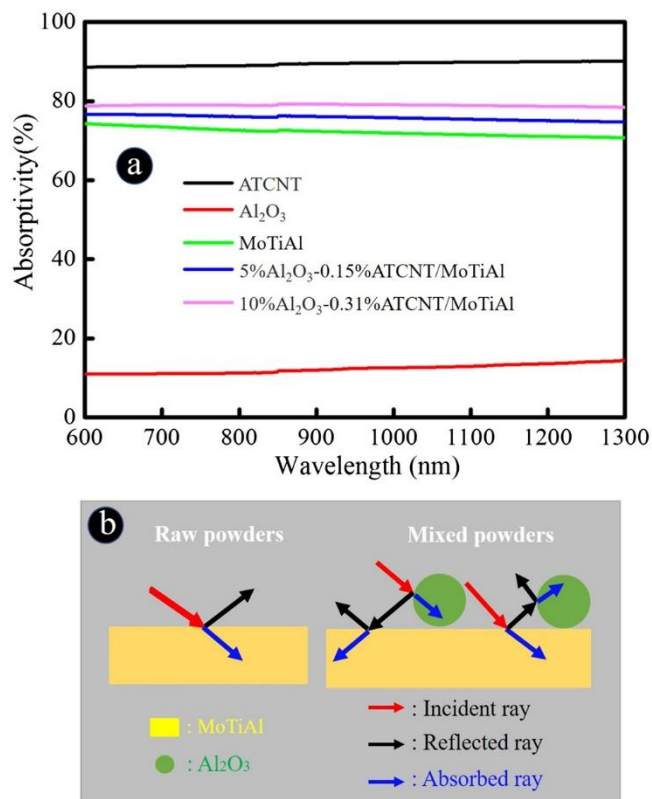 100
80
60
40
20
0
Absorptivity(%)
a
ATCNT
Al₂O₃
MoTiAl
5%Al₂O₃-0.15%ATCNT/MoTiAl
10%Al₂O₃-0.31%ATCNT/MoTiAl
600 700 800 900 1000 1100 1200 1300
Wavelength (nm)
b
Raw powders
Mixed powders
: MoTiAl
: Al₂O₃
: Incident ray
: Reflected ray
: Absorbed ray